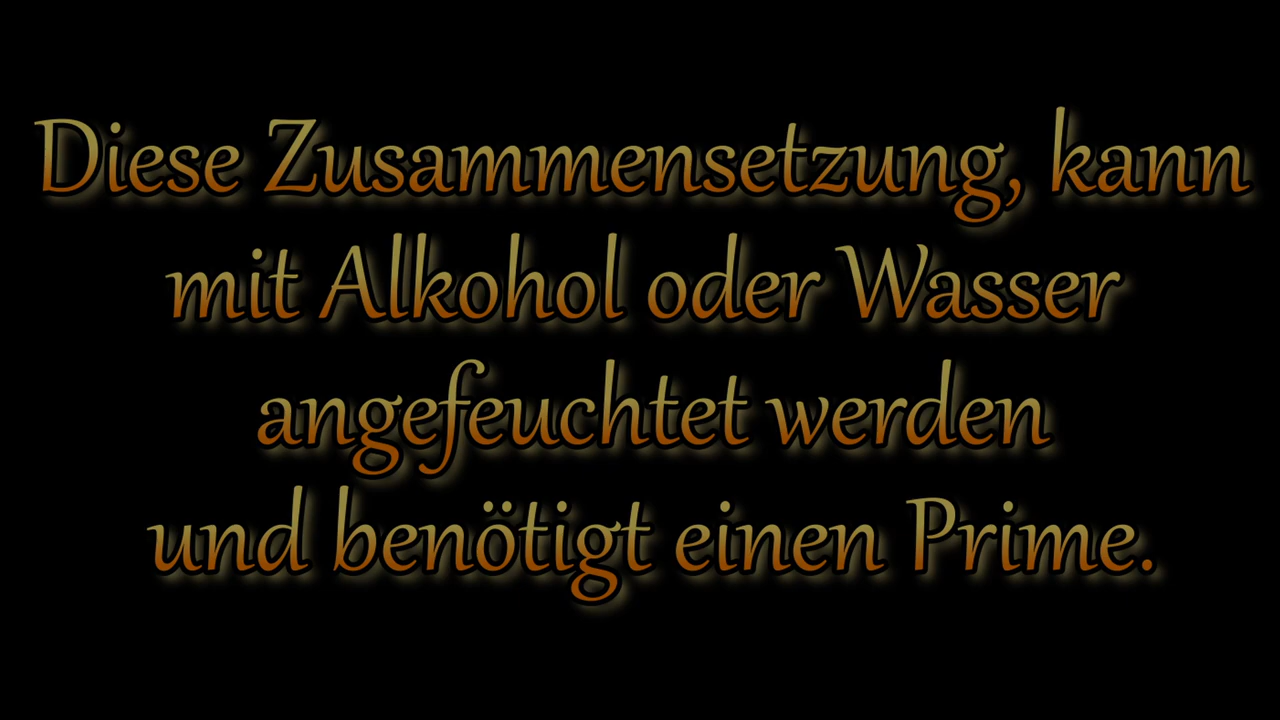 Diese Zusammensetzung, kann
mit Alkohol oder Wasser
angefeuchtet werden
und benötigt einen Prime.